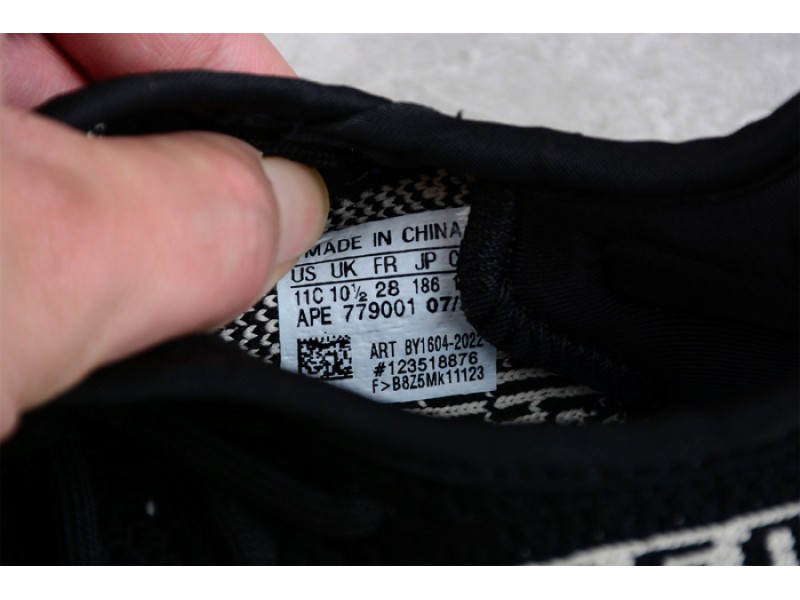 MADE IN CHINA
US UK FR JP
11C 10½ 28 186
APE 779001 07/
ART BY1604-2022
#123518876
F>B8Z5Mk11123